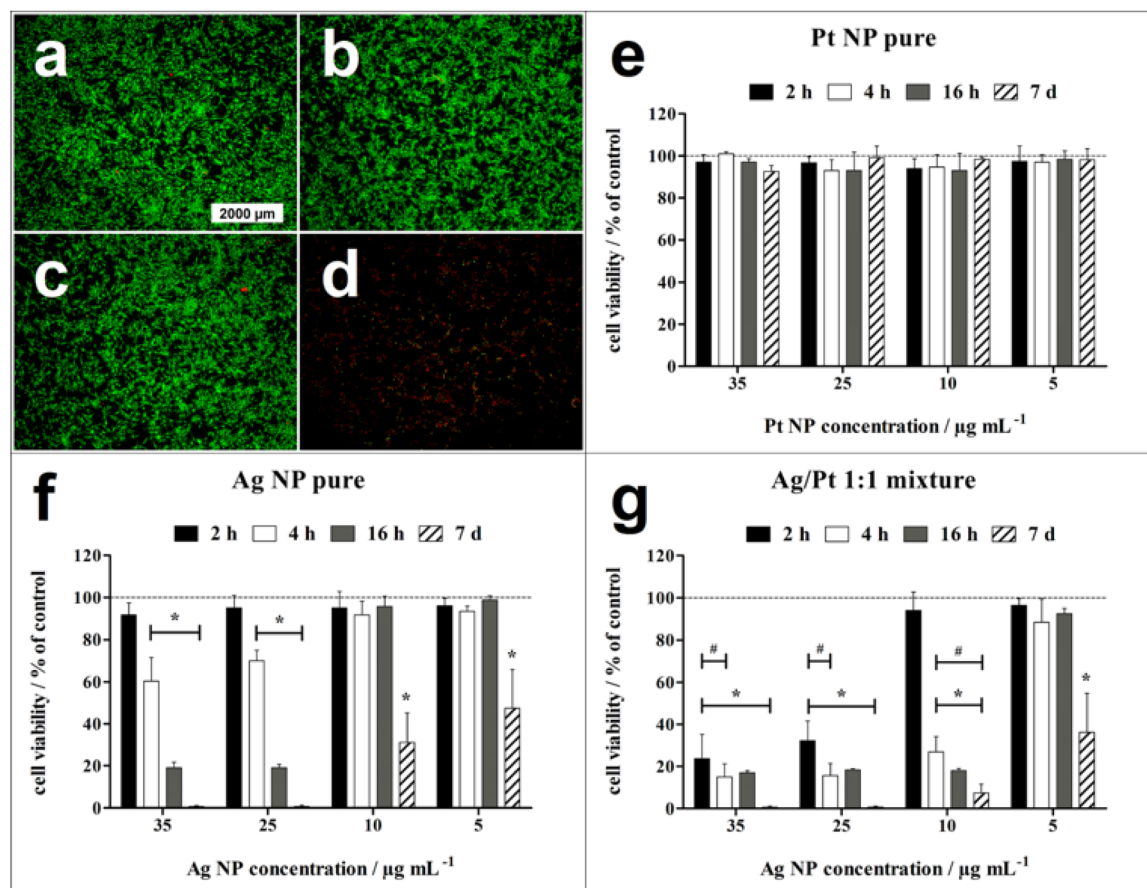 a
b
2000 µm
c
d
e
Pt NP pure
2 h 4 h 16 h 7 d
cell viability / % of control
120
100
80
60
40
20
0
35 25 10 5
Pt NP concentration / µg mL⁻¹
f
Ag NP pure
2 h 4 h 16 h 7 d
cell viability / % of control
120
100
80
60
40
20
0
* * * *
35 25 10 5
Ag NP concentration / µg mL⁻¹
g
Ag/Pt 1:1 mixture
2 h 4 h 16 h 7 d
cell viability / % of control
120
100
80
60
40
20
0
# # #
* * * *
35 25 10 5
Ag NP concentration / µg mL⁻¹